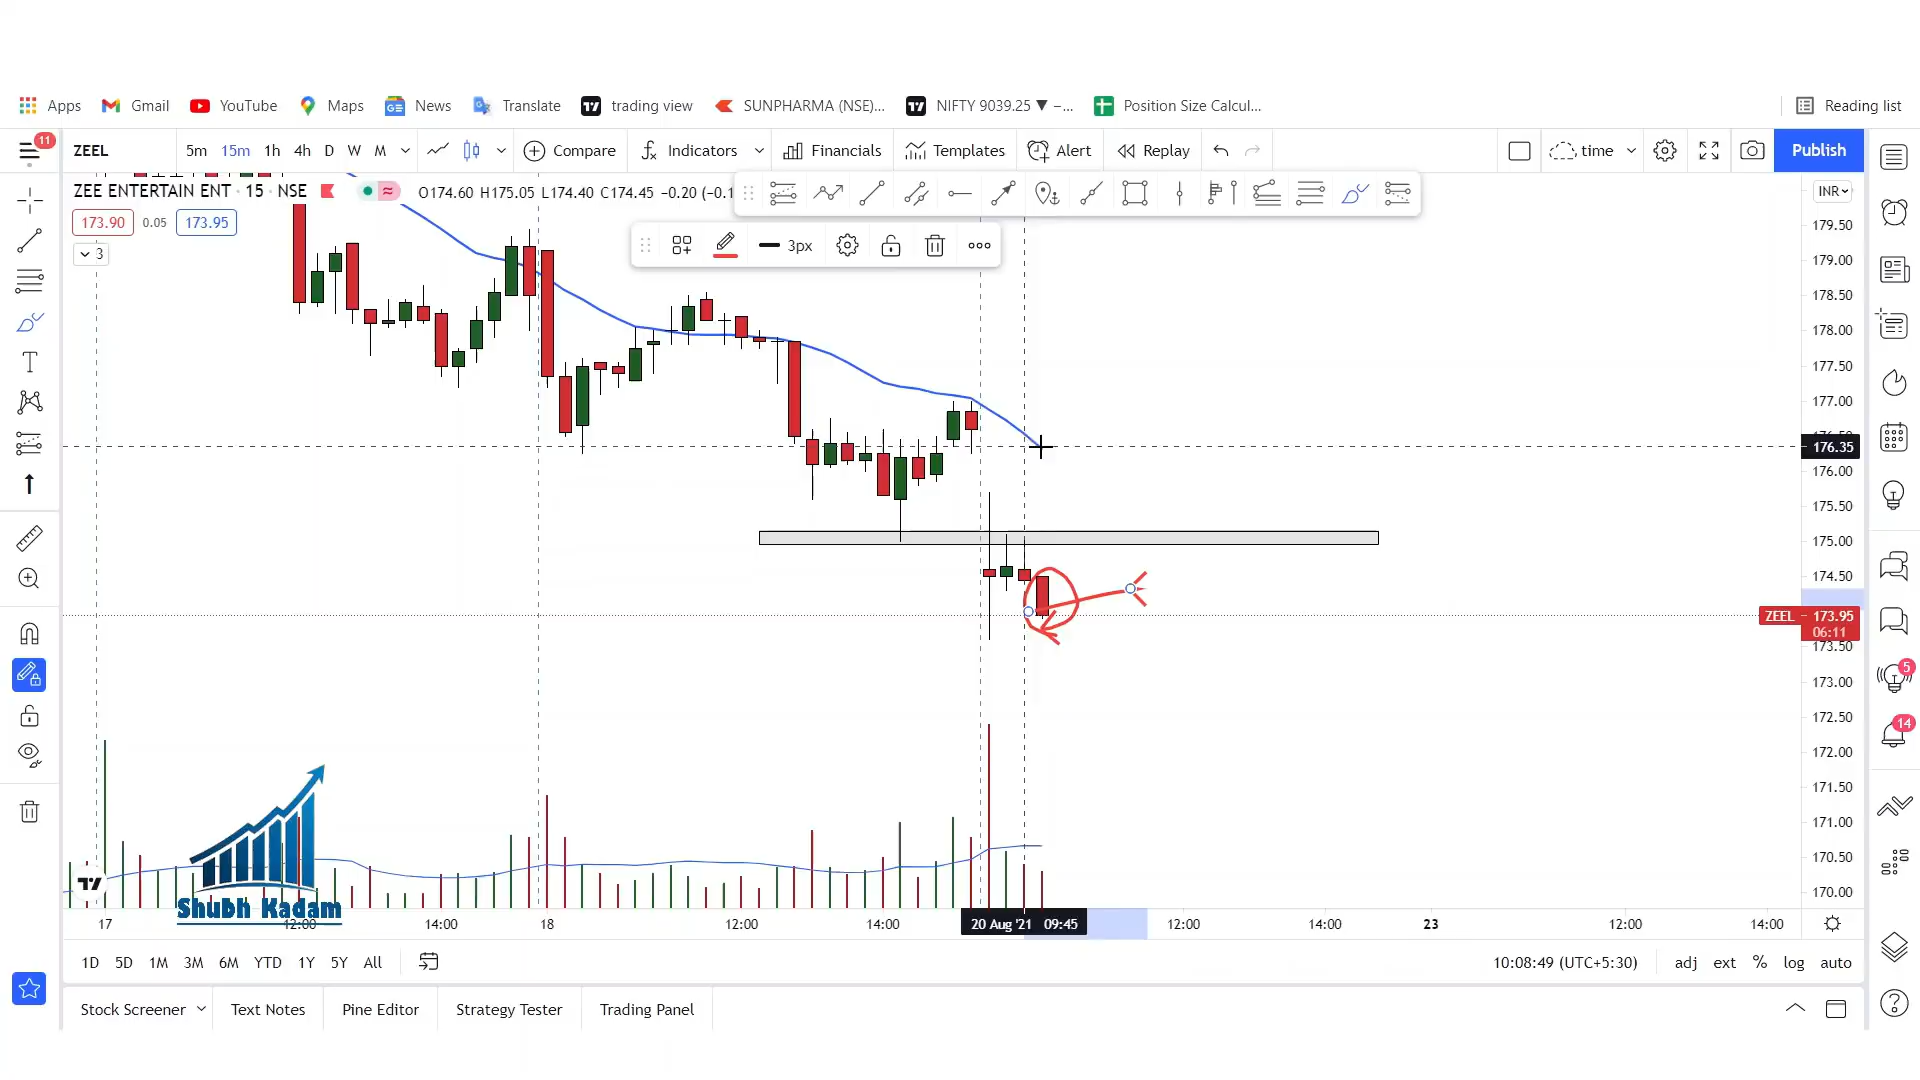 Apps Gmail YouTube Maps News Translate trading view SUNPHARMA (NSE)... NIFTY 9039.25 ▼ −... Position Size Calcul... Reading list
11 ZEEL 5m 15m 1h 4h D W M Compare Indicators Financials Templates Alert Replay time Publish
ZEE ENTERTAIN ENT · 15 · NSE O174.60 H175.05 L174.40 C174.45 −0.20 (−0.1 INR
173.90 0.05 173.95
3px
3
179.50
179.00
178.50
178.00
177.50
177.00
176.35
176.00
175.50
175.00
174.50
ZEEL 173.95
06:11
173.50
173.00
5
172.50
14
172.00
171.50
171.00
170.50
170.00
Shubh Kadam
17 12:00 14:00 18 12:00 14:00 20 Aug '21 09:45 12:00 14:00 23 12:00 14:00
1D 5D 1M 3M 6M YTD 1Y 5Y All 10:08:49 (UTC+5:30) adj ext % log auto
Stock Screener Text Notes Pine Editor Strategy Tester Trading Panel